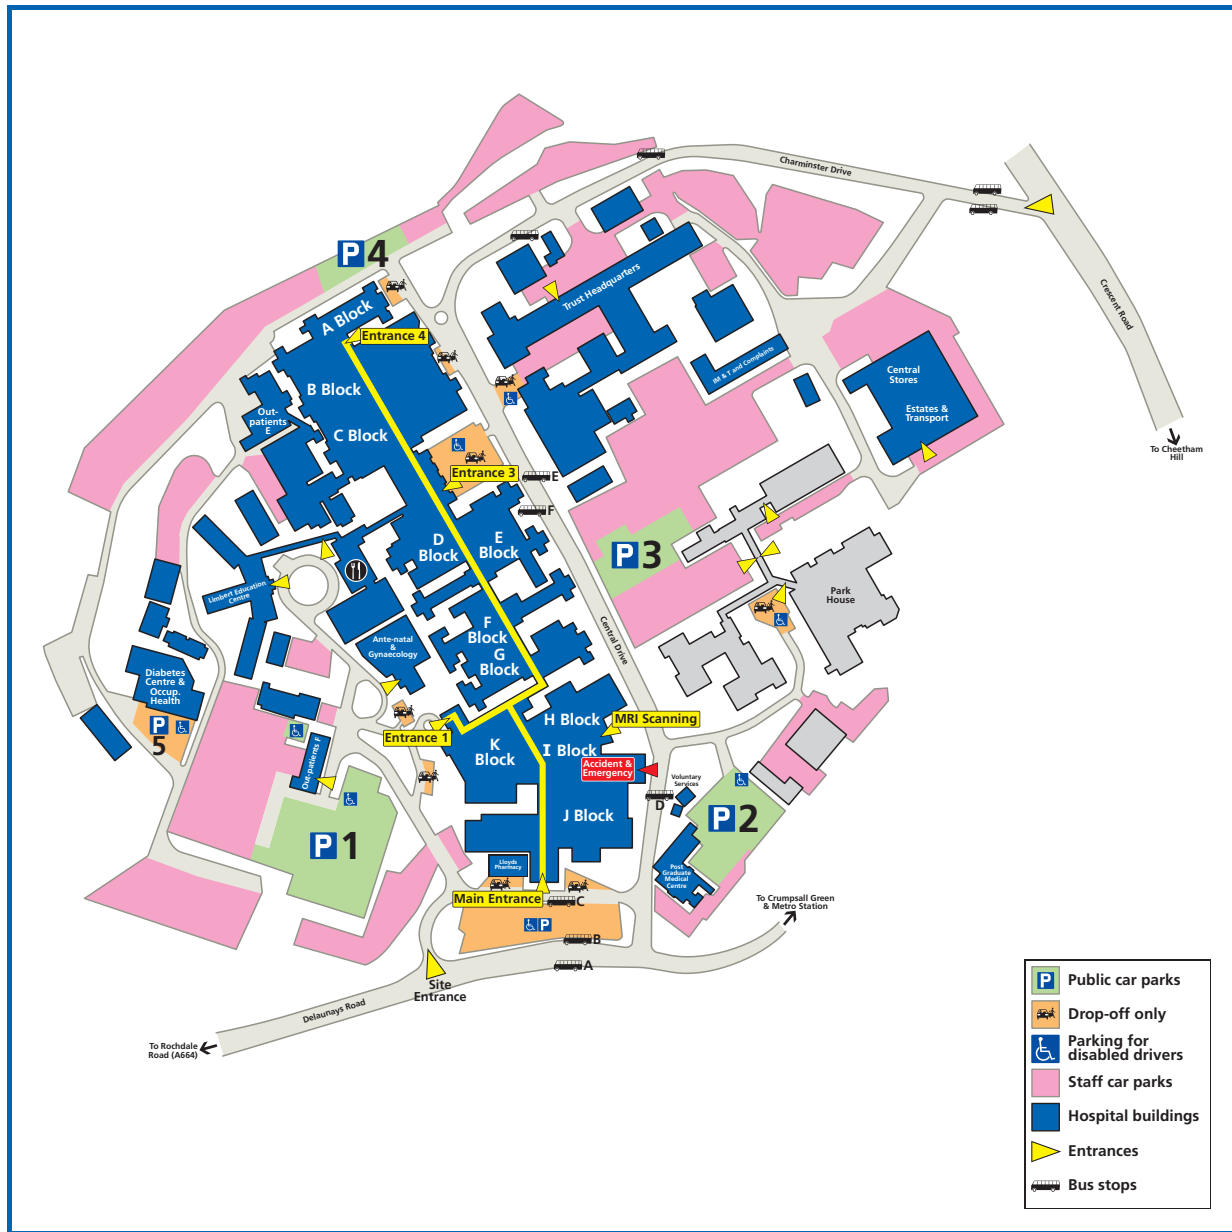 Charminster Drive
Crescent Road
To Cheetham
Hill
P 4
A Block
Entrance 4
Trust Headquarters
IM & T and Complaints
Central
Stores
Estates &
Transport
B Block
Out-
patients
E
C Block
Entrance 3
E
F
D
Block
E
Block
P 3
Park
House
Limbert Education
Centre
Ante-natal
&
Gynaecology
F
Block
G
Block
Central Drive
Diabetes
Centre &
Occup.
Health
P
5
Out-patients F
Entrance 1
H Block
MRI Scanning
K
Block
I Block
Accident &
Emergency
Voluntary
Services
D
J Block
P 1
P 2
Lloyds
Pharmacy
Post
Graduate
Medical
Centre
Main Entrance
C
P
B
A
To Crumpsall Green
& Metro Station
Site
Entrance
Delaunays Road
To Rochdale
Road (A664)
P
Public car parks
Drop-off only
Parking for
disabled drivers
Staff car parks
Hospital buildings
Entrances
Bus stops